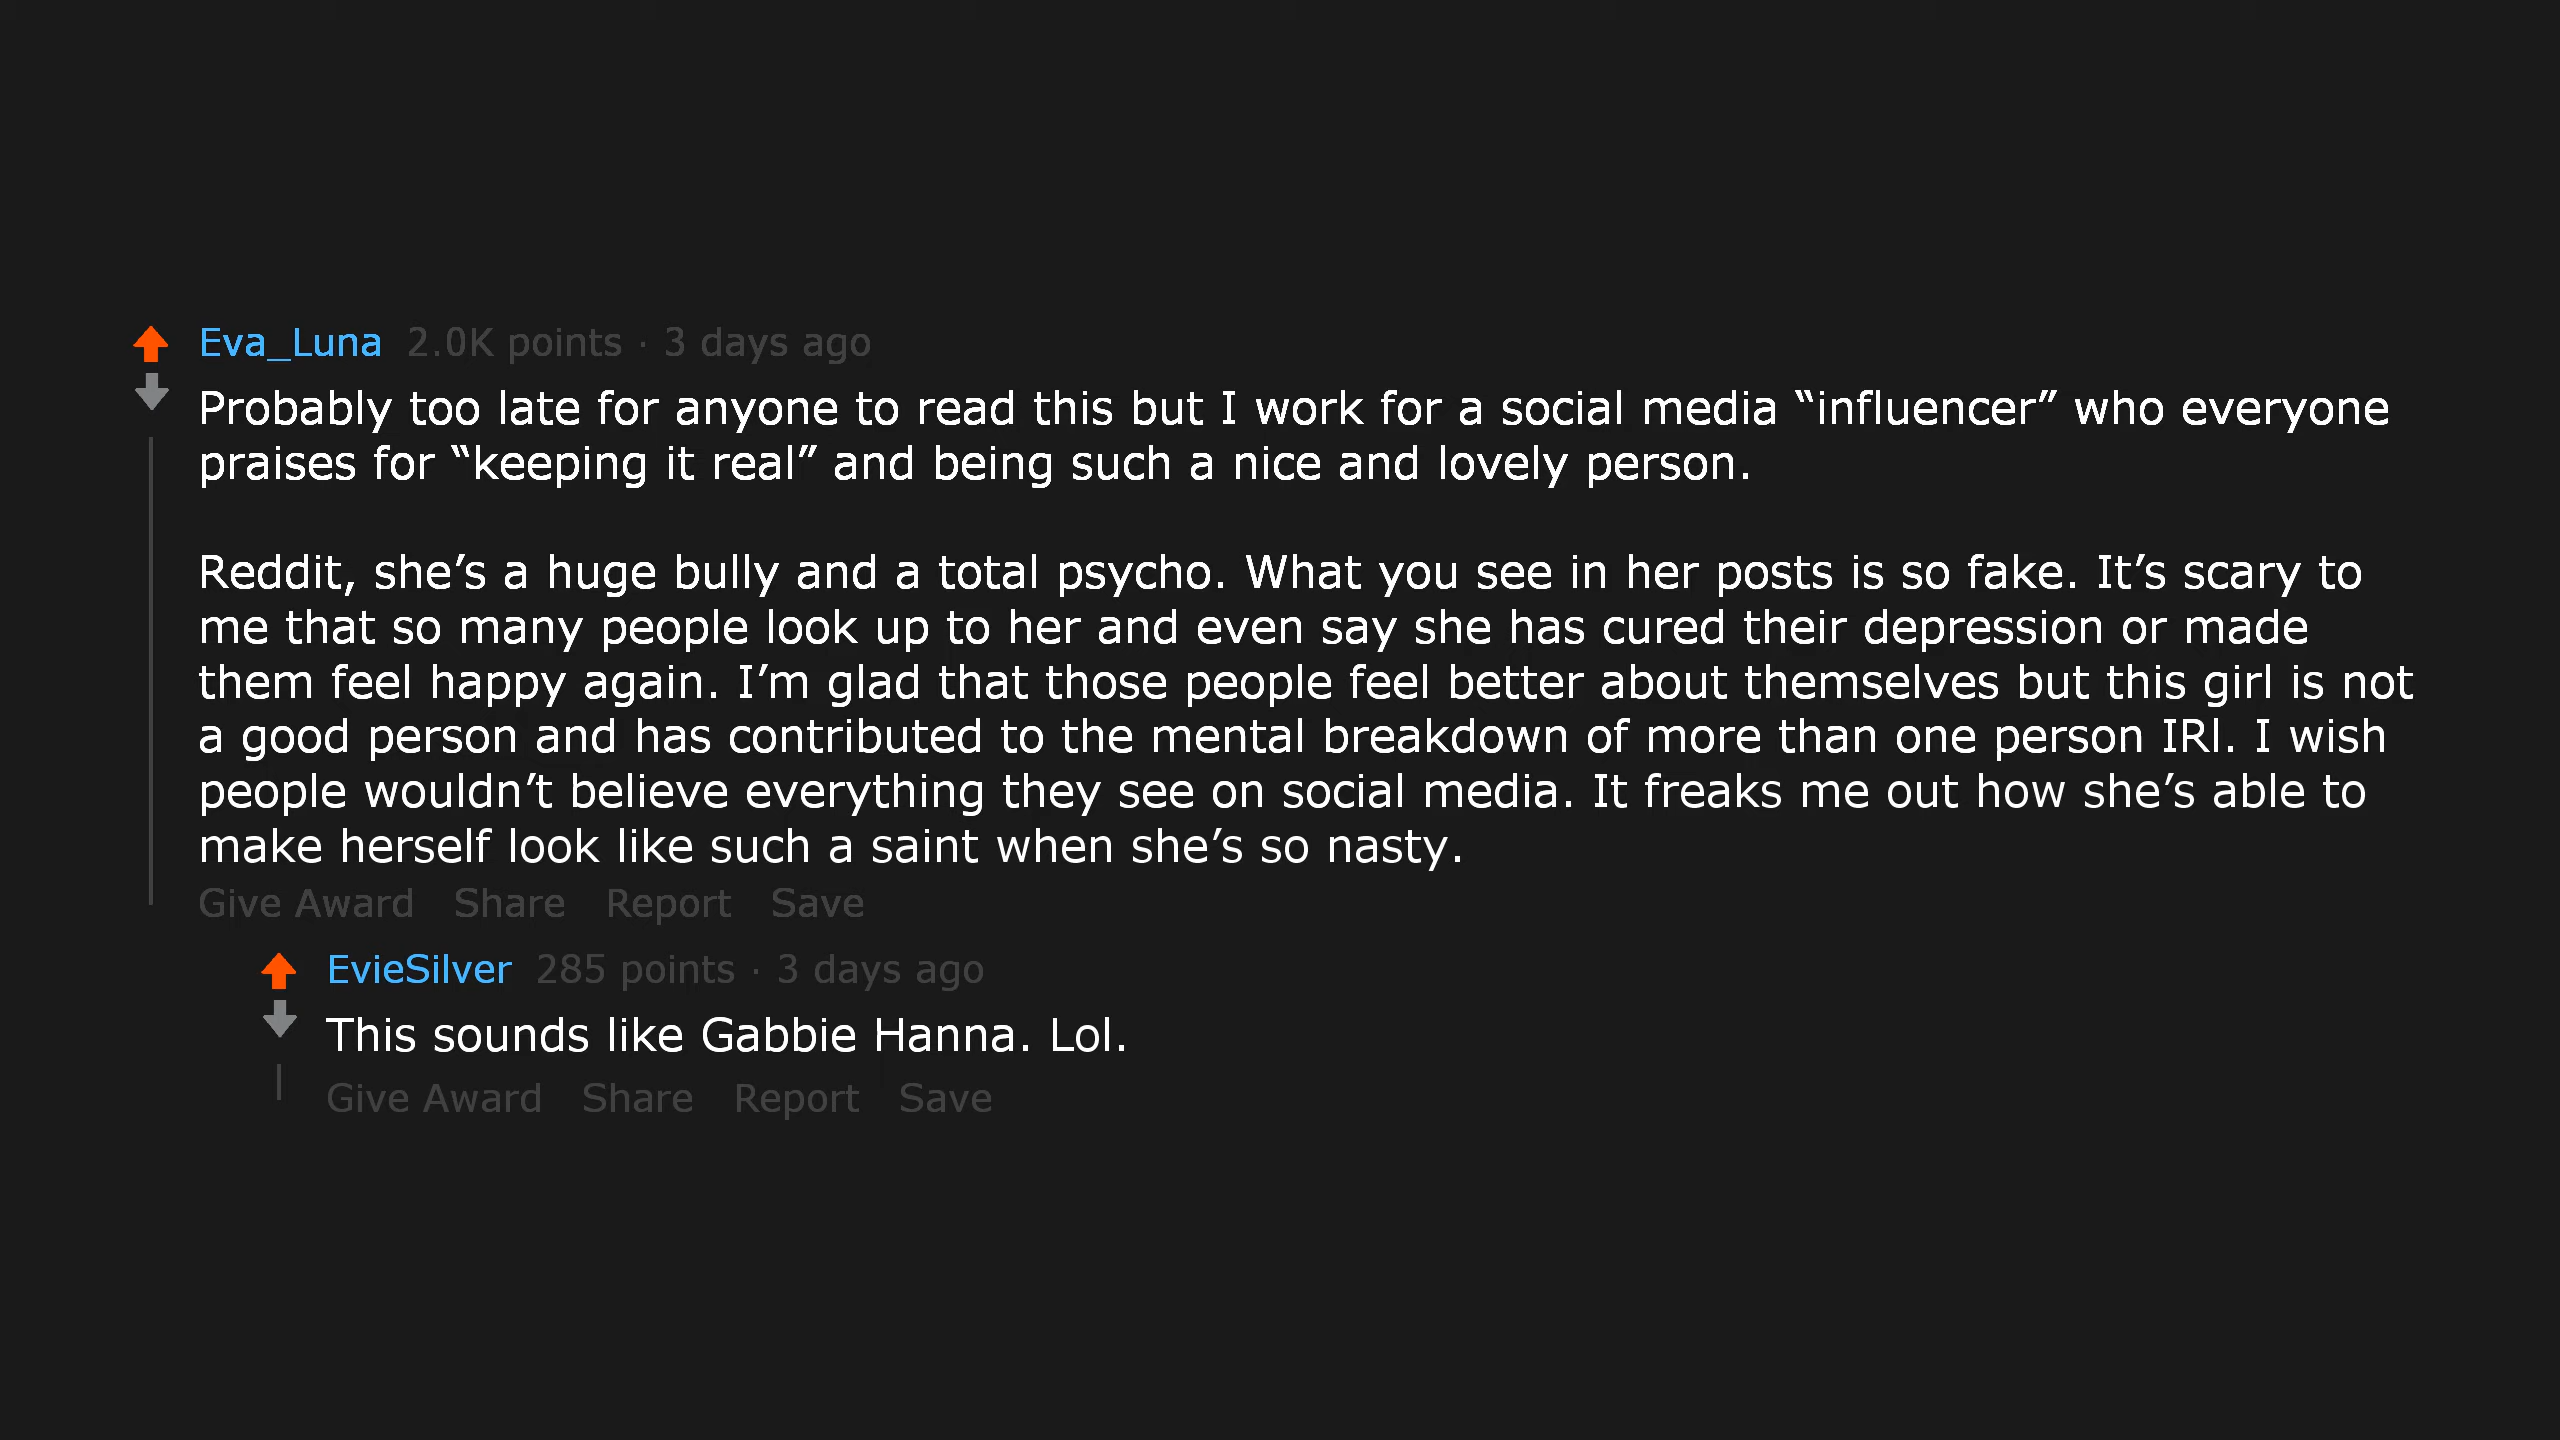 Eva_Luna 2.0K points · 3 days ago
Probably too late for anyone to read this but I work for a social media “influencer” who everyone
praises for “keeping it real” and being such a nice and lovely person.
Reddit, she’s a huge bully and a total psycho. What you see in her posts is so fake. It’s scary to
me that so many people look up to her and even say she has cured their depression or made
them feel happy again. I’m glad that those people feel better about themselves but this girl is not
a good person and has contributed to the mental breakdown of more than one person IRl. I wish
people wouldn’t believe everything they see on social media. It freaks me out how she’s able to
make herself look like such a saint when she’s so nasty.
Give Award Share Report Save
EvieSilver 285 points · 3 days ago
This sounds like Gabbie Hanna. Lol.
Give Award Share Report Save